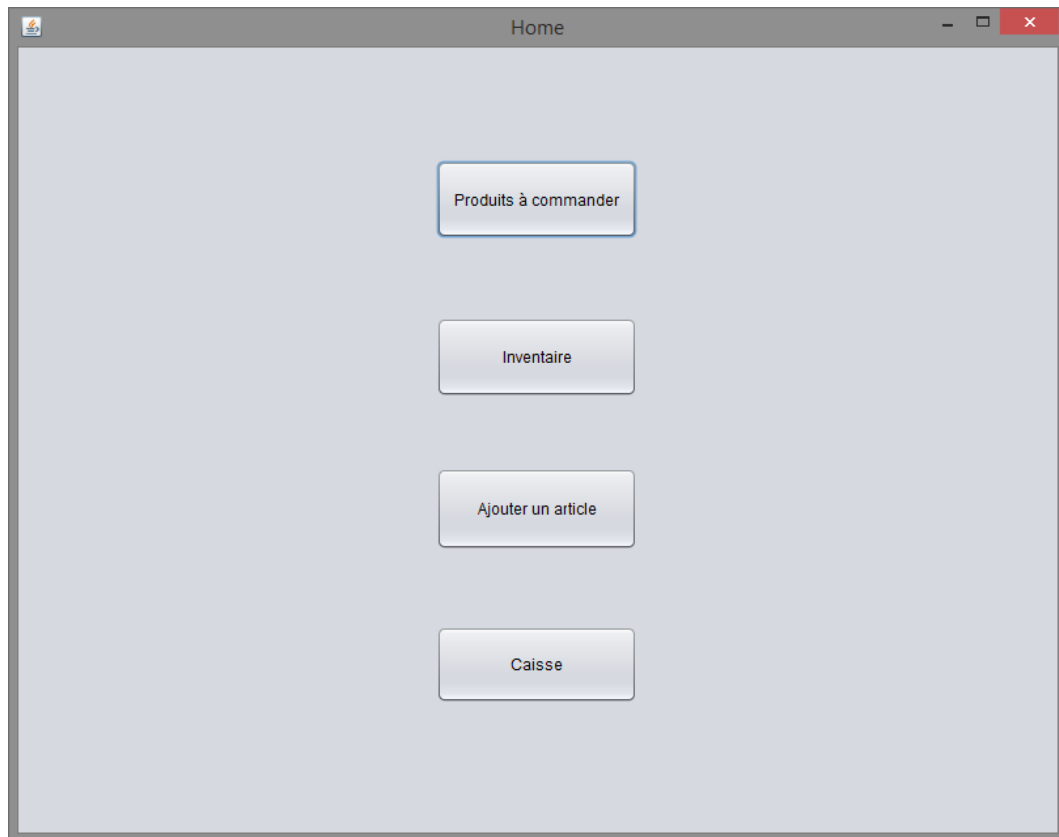 Home
Produits à commander
Inventaire
Ajouter un article
Caisse